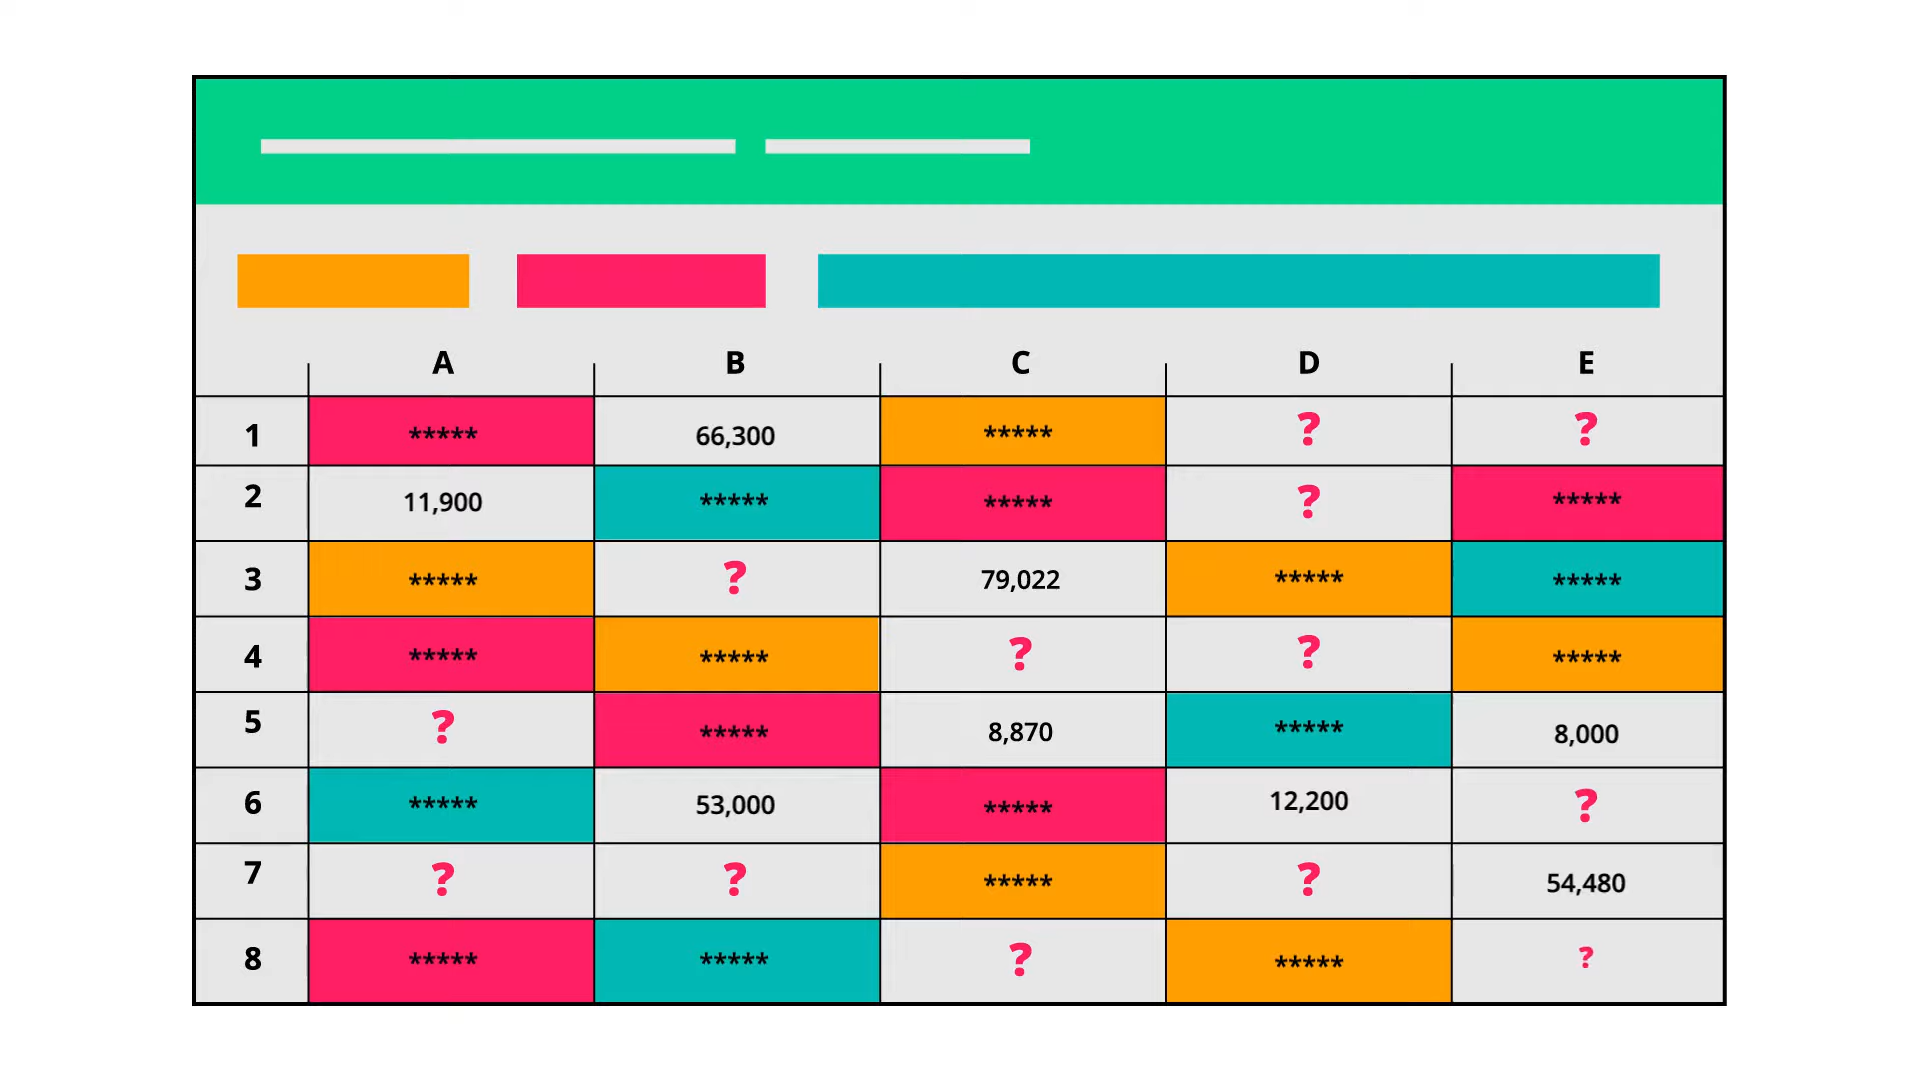 A B C D E
1 ***** 66,300 ***** ? ?
2 11,900 ***** ***** ? *****
3 ***** ? 79,022 ***** *****
4 ***** ***** ? ? *****
5 ? ***** 8,870 ***** 8,000
6 ***** 53,000 ***** 12,200 ?
7 ? ? ***** ? 54,480
8 ***** ***** ? ***** ?